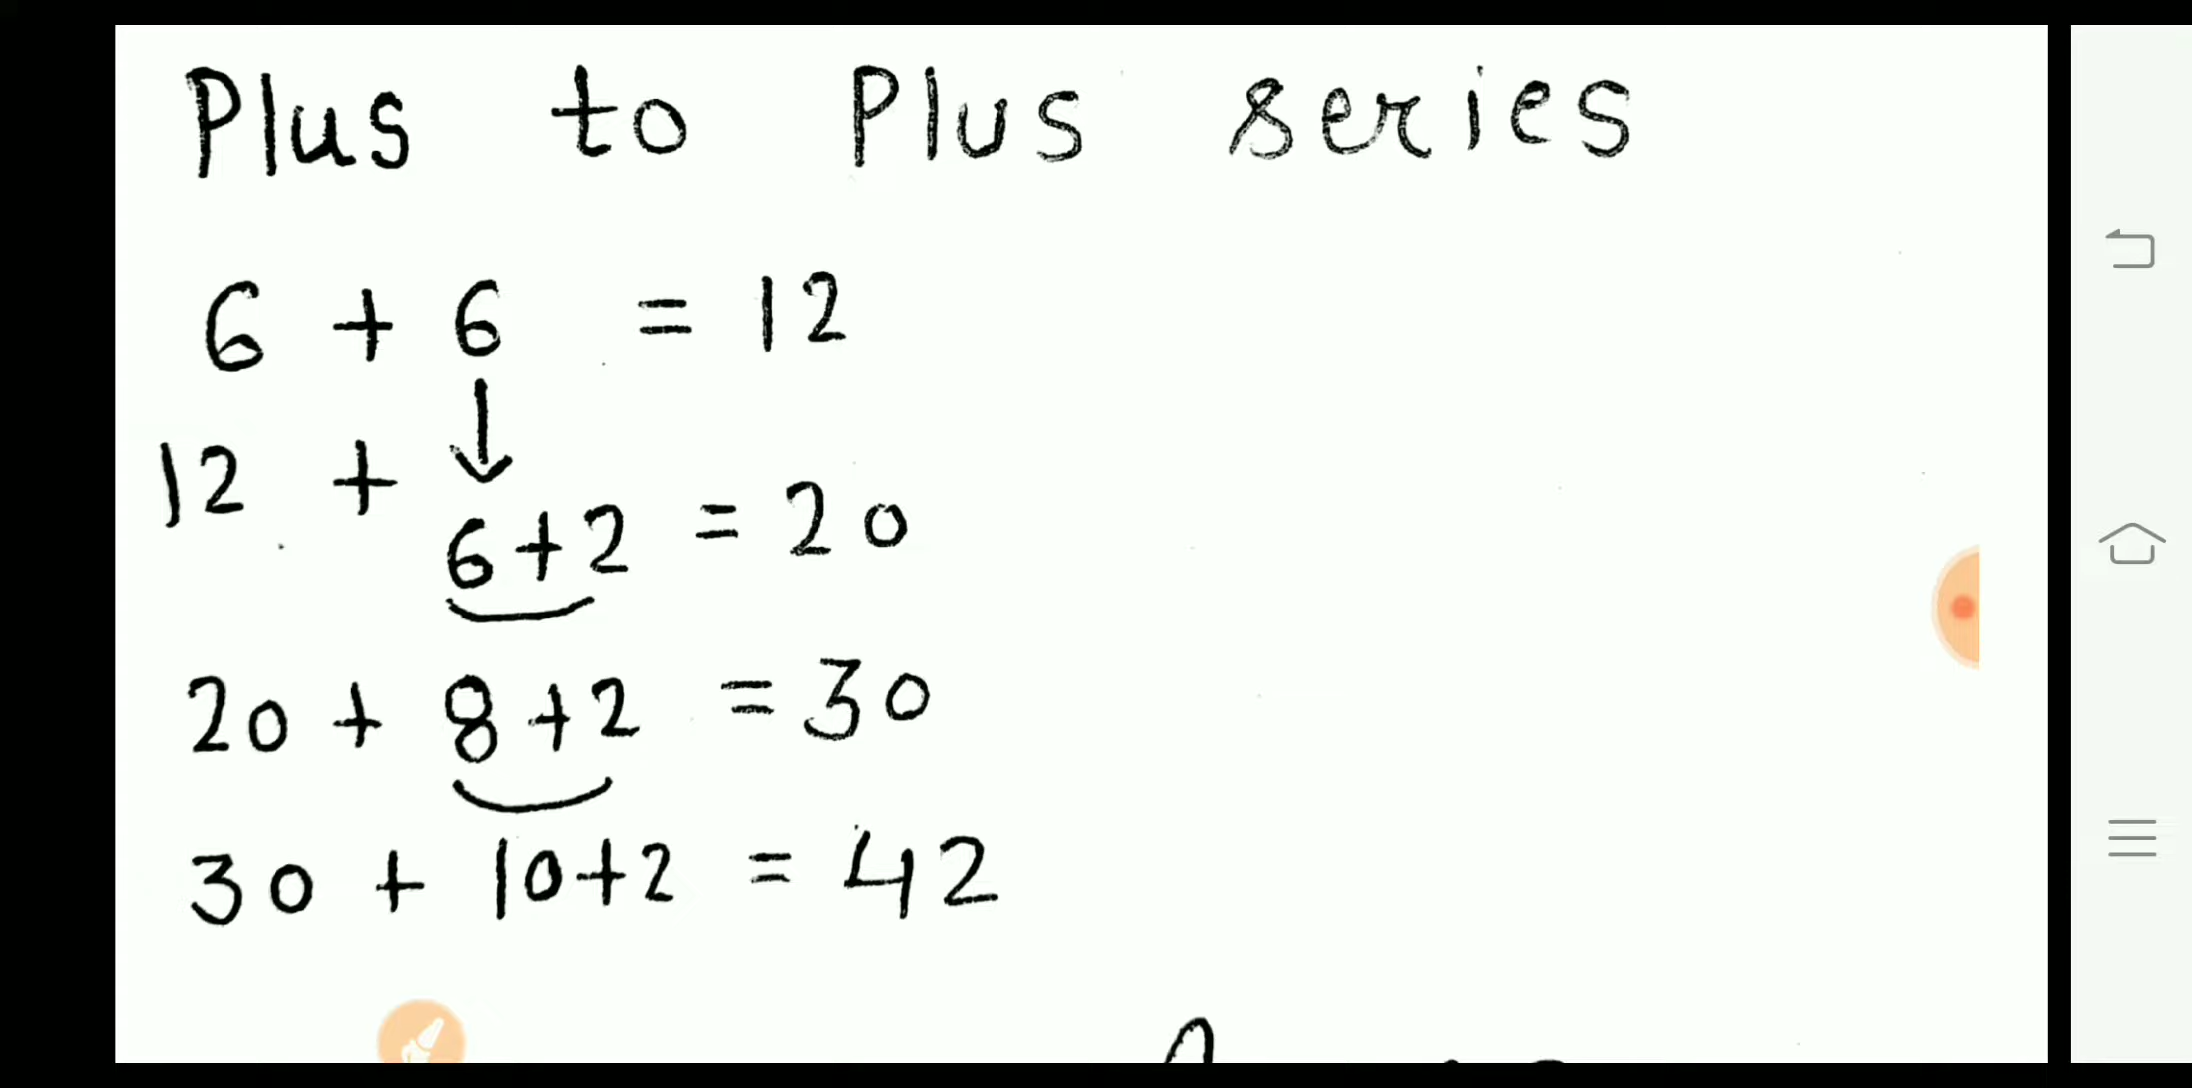 Plus to Plus series
6 + 6 = 12
↓
12 + 6+2 = 20
20 + 8+2 = 30
30 + 10+2 = 42